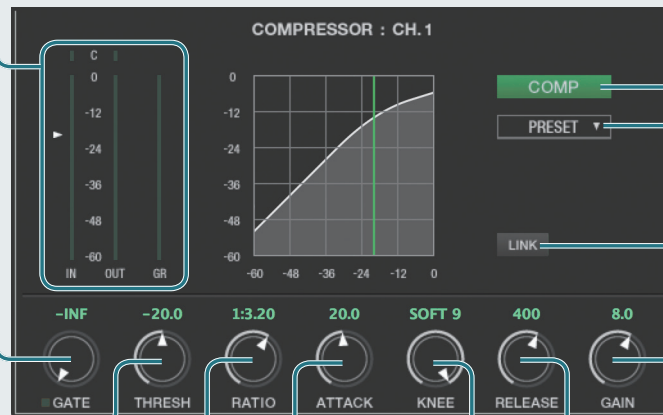 COMPRESSOR : CH. 1
C
0
-12
-24
-36
-48
-60
IN OUT GR
0
-12
-24
-36
-48
-60
-60 -48 -36 -24 -12 0
COMP
PRESET ▼
LINK
-INF -20.0 1:3.20 20.0 SOFT 9 400 8.0
GATE THRESH RATIO ATTACK KNEE RELEASE GAIN